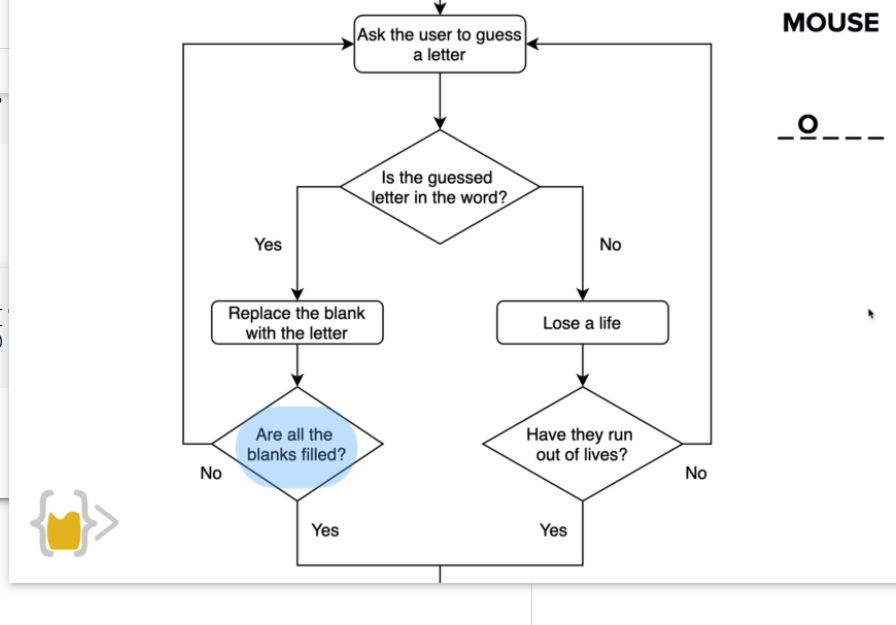 MOUSE
Ask the user to guess
a letter
_O___
Is the guessed
letter in the word?
Yes
No
Replace the blank
with the letter
Lose a life
Are all the
blanks filled?
Have they run
out of lives?
No
No
Yes
Yes